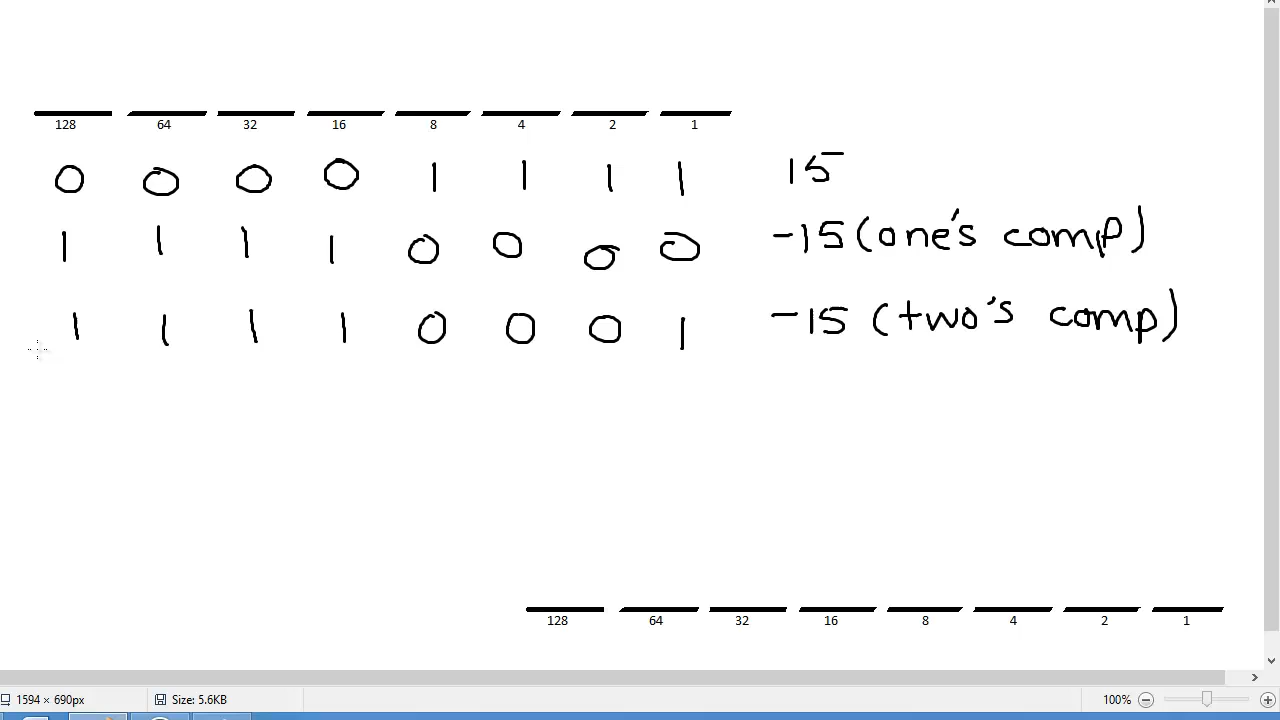 128 64 32 16 8 4 2 1
0 0 0 0 1 1 1 1 15
1 1 1 1 0 0 0 0 -15 (one's comp)
1 1 1 1 0 0 0 1 -15 (two's comp)
128 64 32 16 8 4 2 1
1594 × 690px Size: 5.6KB 100%